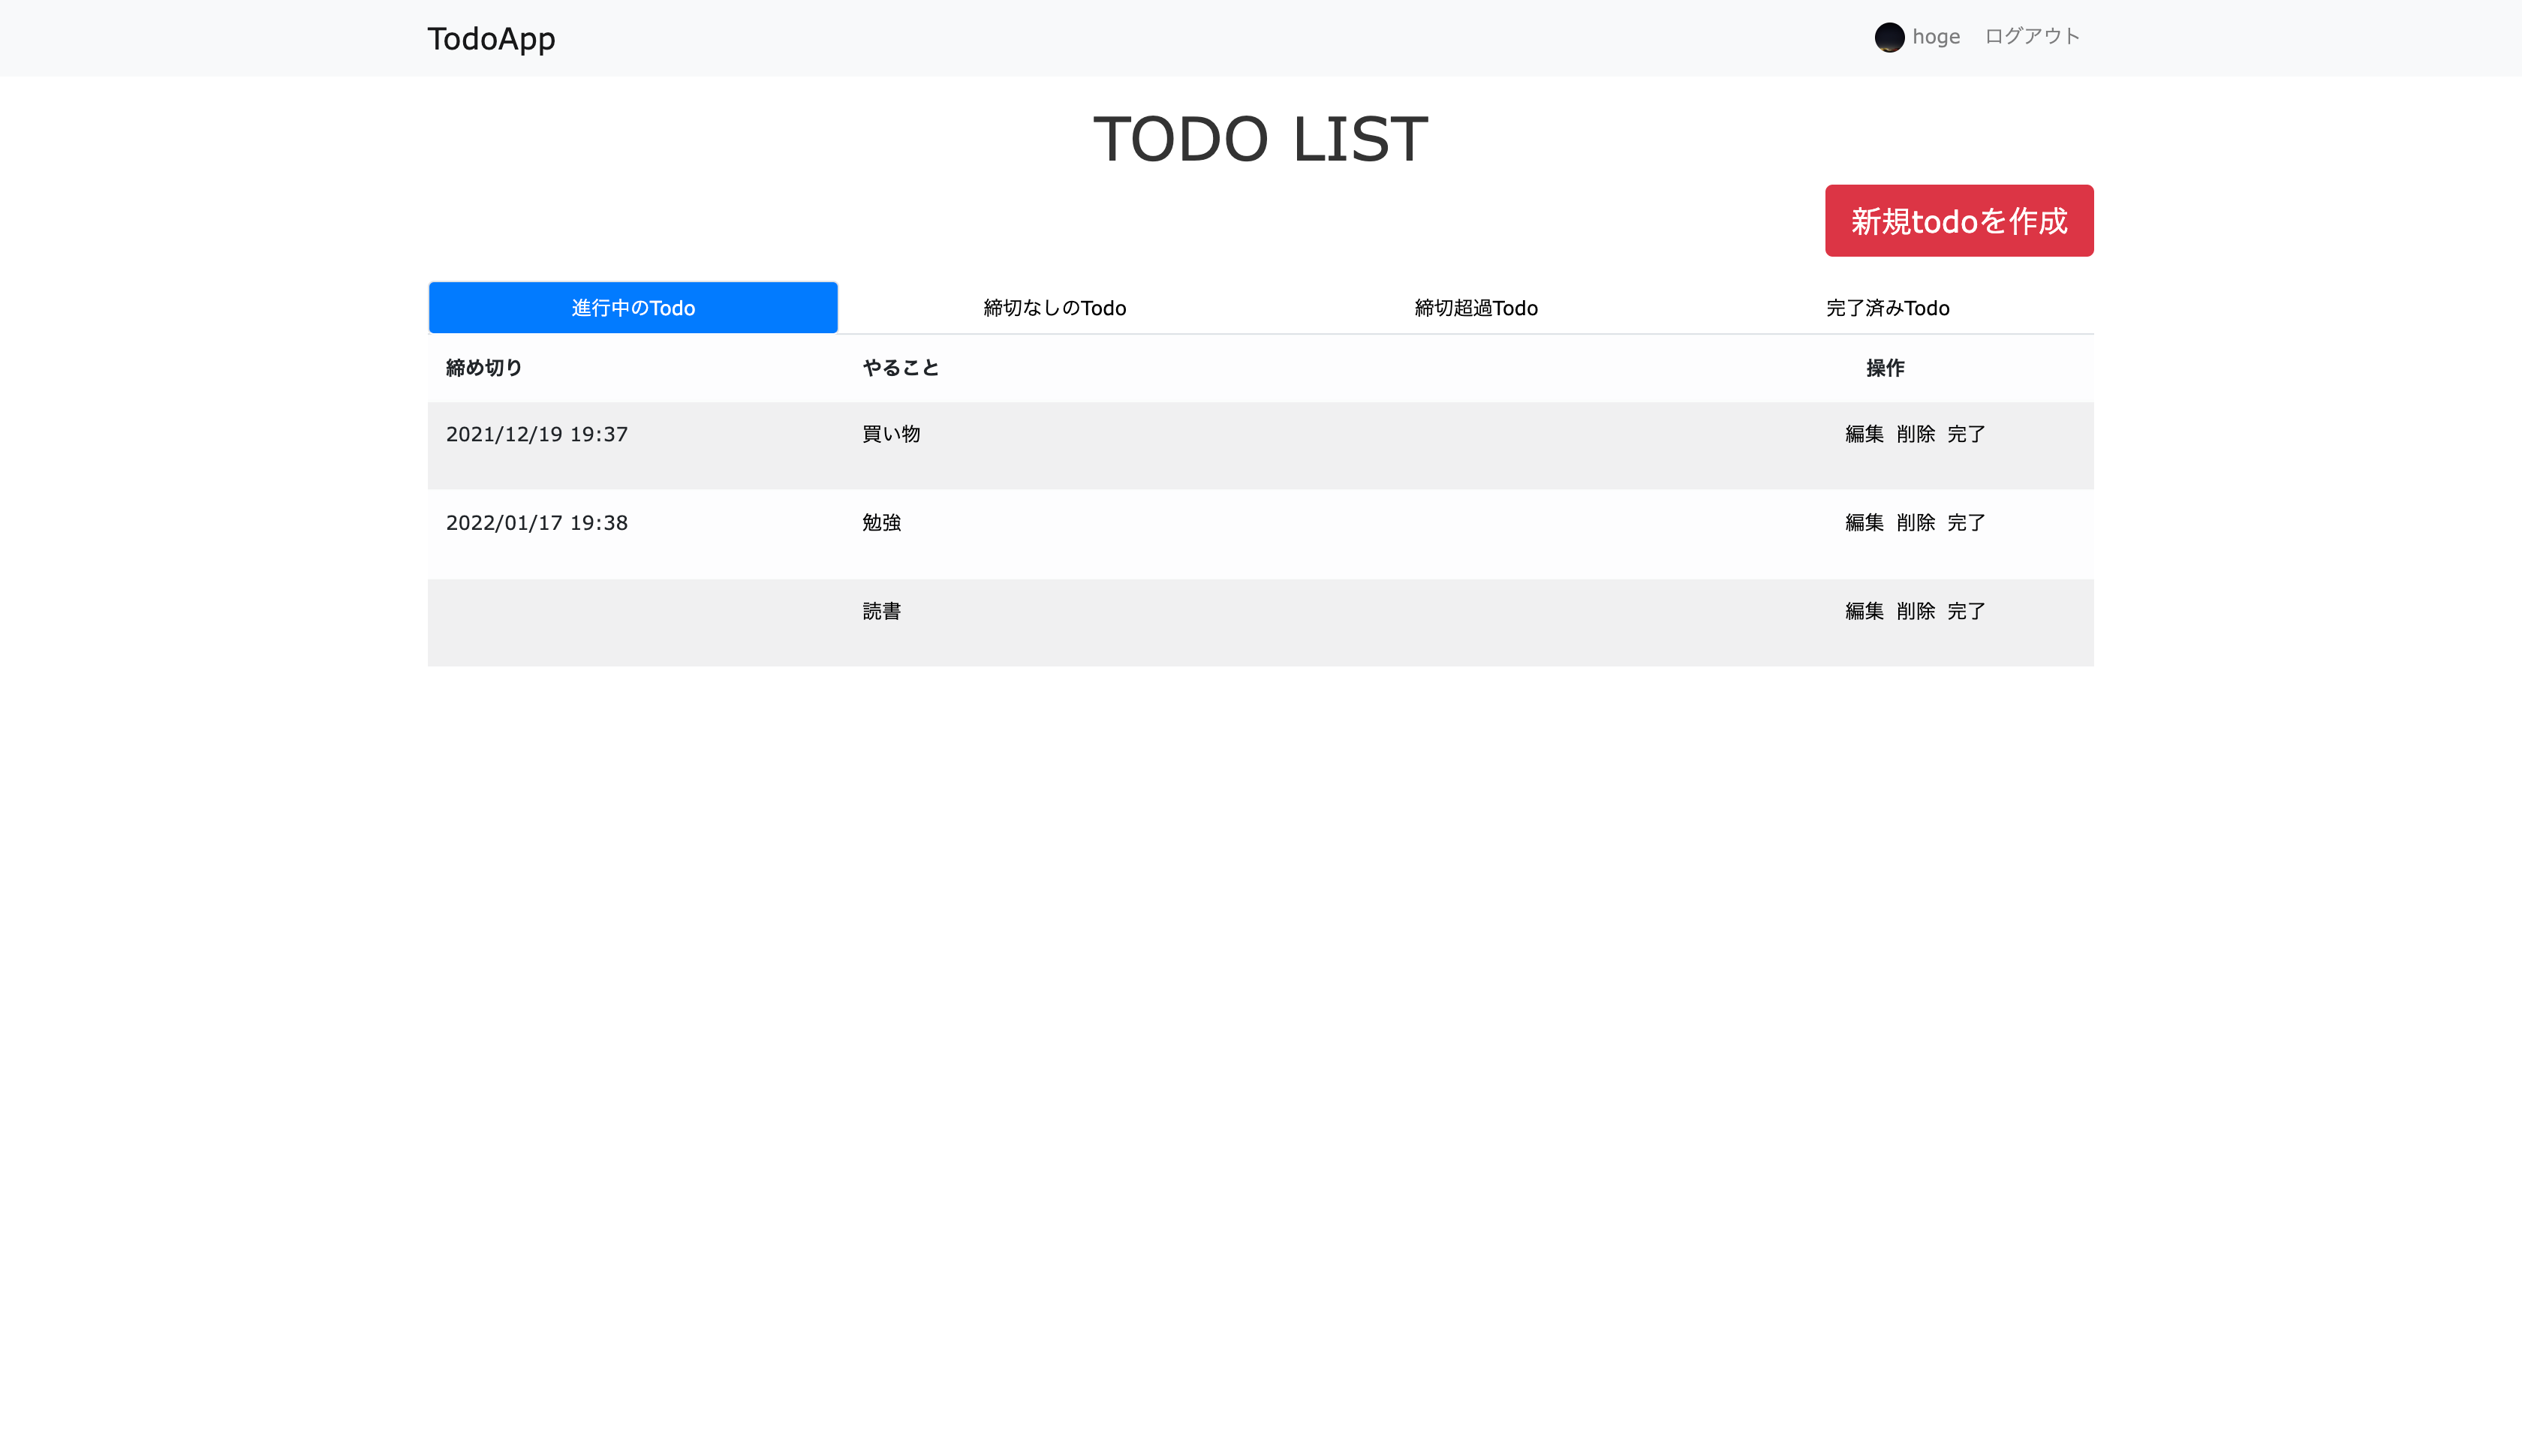 TodoApp hoge ログアウト
TODO LIST
新規todoを作成
進行中のTodo 締切なしのTodo 締切超過Todo 完了済みTodo
締め切り やること 操作
2021/12/19 19:37 買い物 編集 削除 完了
2022/01/17 19:38 勉強 編集 削除 完了
読書 編集 削除 完了